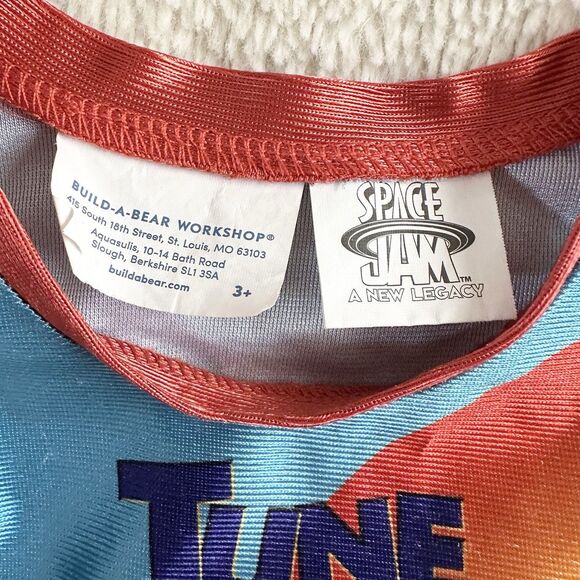 BUILD-A-BEAR WORKSHOP®
415 South 18th Street, St. Louis, MO 63103
Aquasulis, 10-14 Bath Road
Slough, Berkshire SL1 3SA
buildabear.com
3+
SPACE
JAM™
A NEW LEGACY
TUNE